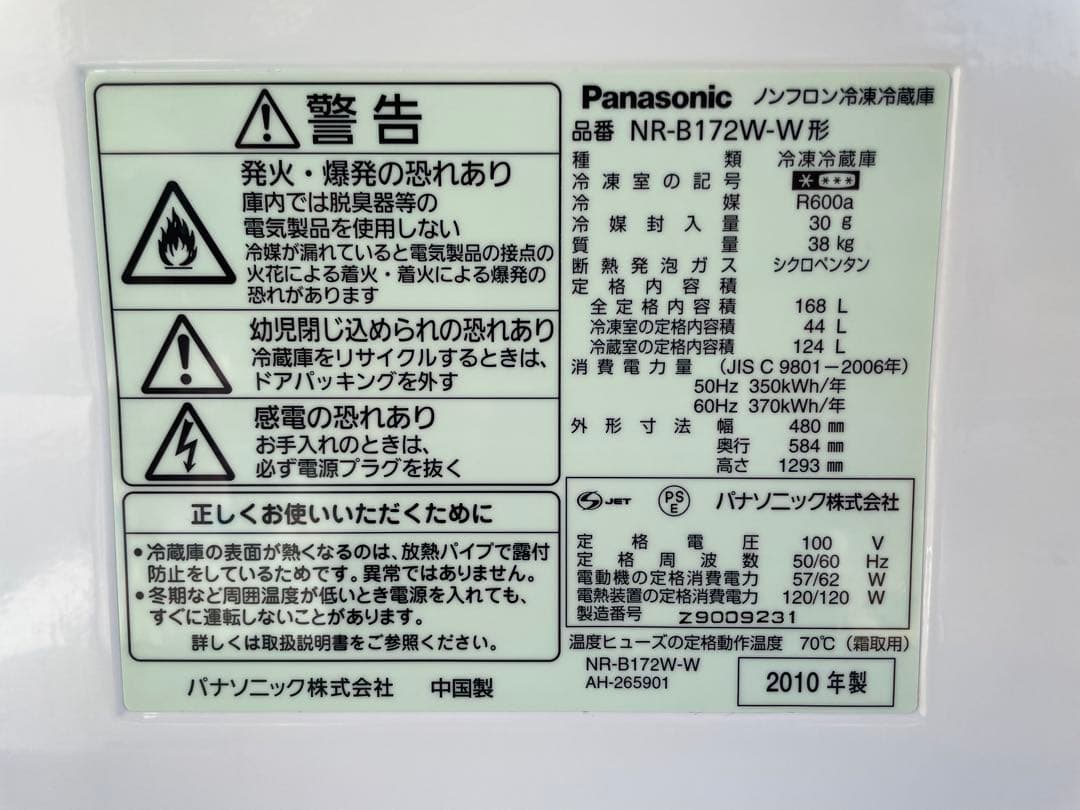 警告
発火・爆発の恐れあり
庫内では脱臭器等の
電気製品を使用しない
冷媒が漏れていると電気製品の接点の
火花による着火・着火による爆発の
恐れがあります
幼児閉じ込められの恐れあり
冷蔵庫をリサイクルするときは、
ドアパッキングを外す
感電の恐れあり
お手入れのときは、
必ず電源プラグを抜く
正しくお使いいただくために
•冷蔵庫の表面が熱くなるのは、放熱パイプで露付
防止をしているためです。異常ではありません。
•冬期など周囲温度が低いとき電源を入れても、
すぐに運転しないことがあります。
詳しくは取扱説明書をご参照ください。
パナソニック株式会社 中国製
Panasonic ノンフロン冷凍冷蔵庫
品番 NR-B172W-W形
種類 冷凍冷蔵庫
冷凍室の記号 * ***
冷媒 R600a
冷媒封入量 30 g
質量 38 kg
断熱発泡ガス シクロペンタン
定格内容積
全定格内容積 168 L
冷凍室の定格内容積 44 L
冷蔵室の定格内容積 124 L
消費電力量 (JIS C 9801-2006年)
50Hz 350kWh/年
60Hz 370kWh/年
外形寸法 幅 480 mm
奥行 584 mm
高さ 1293 mm
S JET PSE パナソニック株式会社
定格電圧 100 V
定格周波数 50/60 Hz
電動機の定格消費電力 57/62 W
電熱装置の定格消費電力 120/120 W
製造番号 Z9009231
温度ヒューズの定格動作温度 70℃ (霜取用)
NR-B172W-W
AH-265901
2010年製